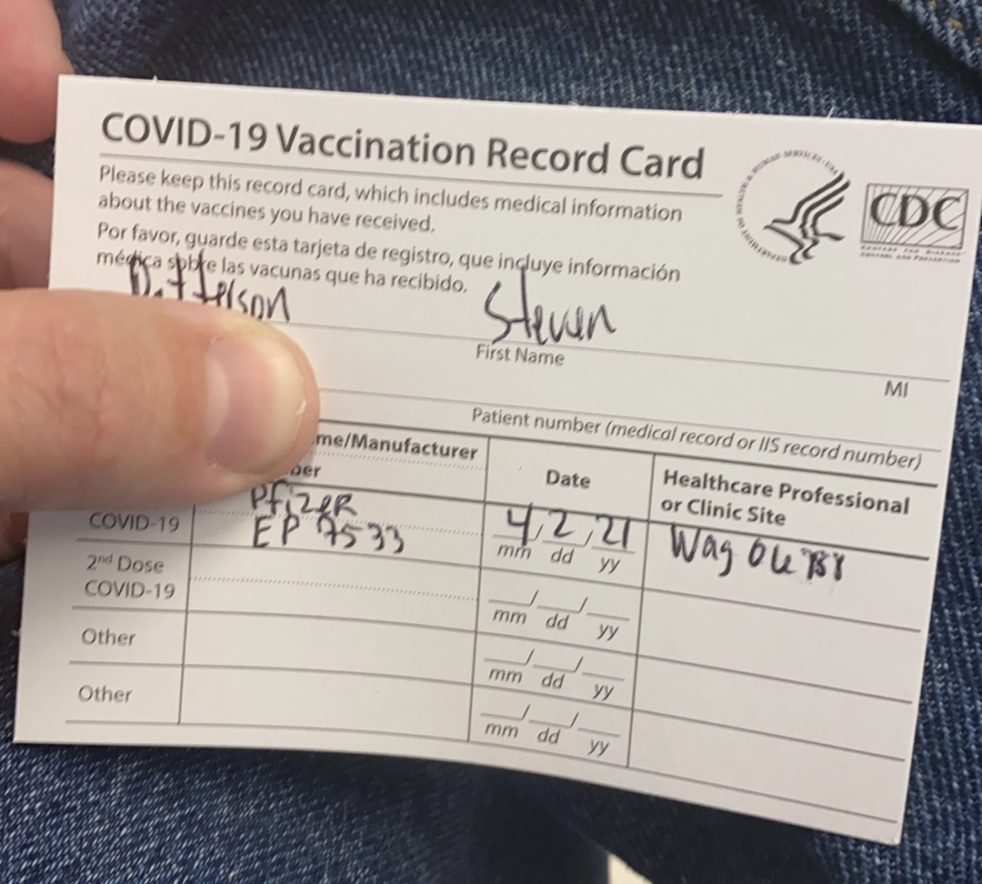 COVID-19 Vaccination Record Card
Please keep this record card, which includes medical information
about the vaccines you have received.
Por favor, guarde esta tarjeta de registro, que incluye información
médica sobre las vacunas que ha recibido.
CDC
Steven
First Name
MI
Patient number (medical record or IIS record number)
me/Manufacturer
Date
Healthcare Professional
or Clinic Site
COVID-19
Pfizer
EP 7533
4 2 21
mm dd yy
2nd Dose
COVID-19
/ /
mm dd yy
Other
/ /
mm dd yy
Other
/ /
mm dd yy